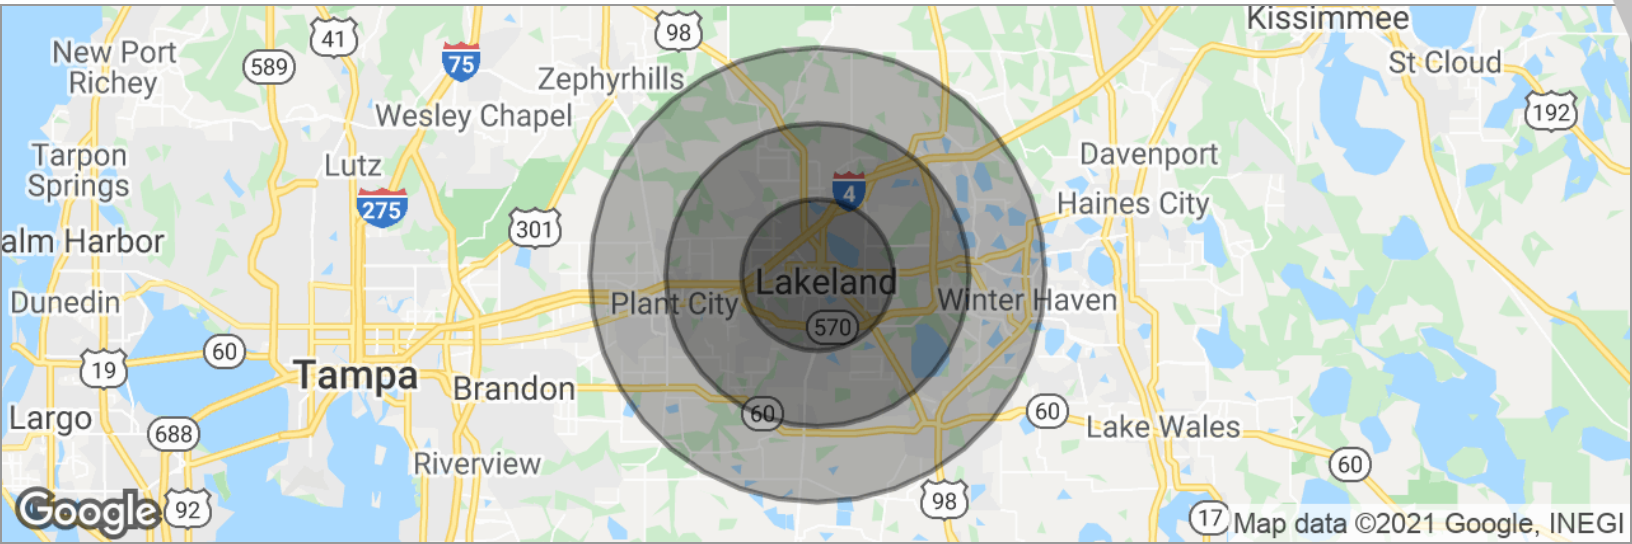 Kissimmee
98
41
New Port
Richey
589
75
St Cloud
Zephyrhills
192
Wesley Chapel
Tarpon
Springs
Lutz
Davenport
4
275
Haines City
301
alm Harbor
Lakeland
Dunedin
Plant City
Winter Haven
570
60
19
Tampa
Brandon
60
60
Largo
688
Lake Wales
Riverview
60
98
Google
92
17
Map data ©2021 Google, INEGI